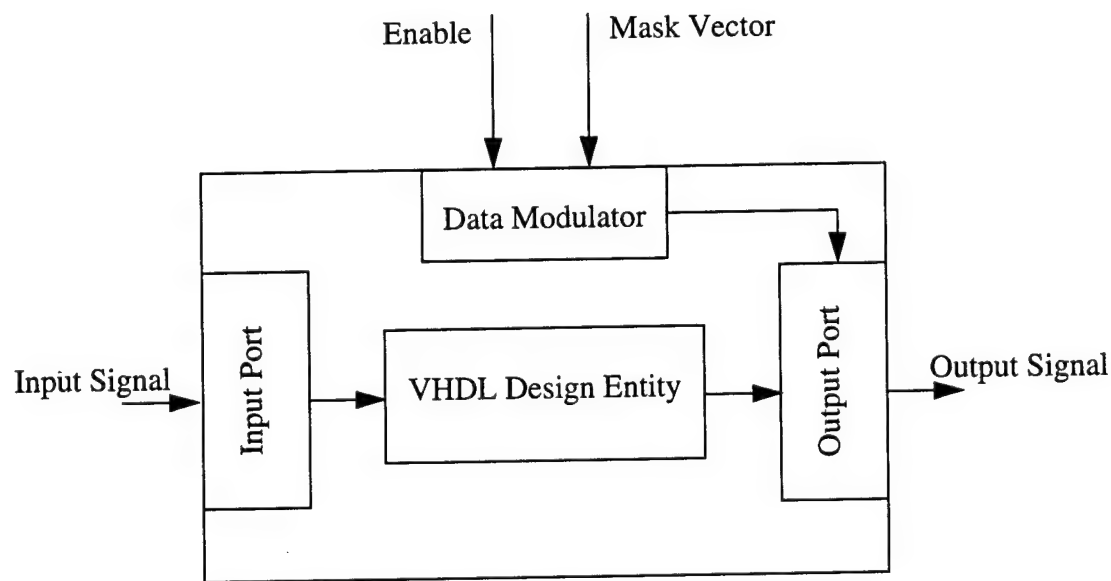 Enable
Mask Vector
Data Modulator
Input Signal
Input Port
VHDL Design Entity
Output Port
Output Signal